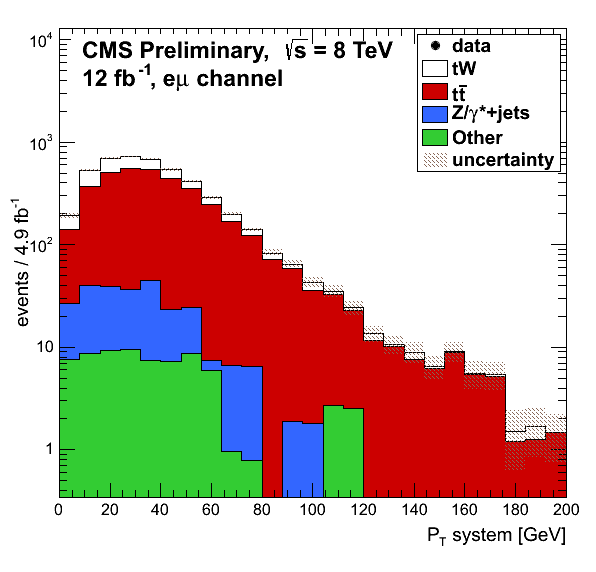 CMS Preliminary, √s = 8 TeV
12 fb⁻¹, eμ channel
data
tW
tt̄
Z/γ*+jets
Other
uncertainty
events / 4.9 fb⁻¹
10⁴
10³
10²
10
1
0 20 40 60 80 100 120 140 160 180 200
P_T system [GeV]